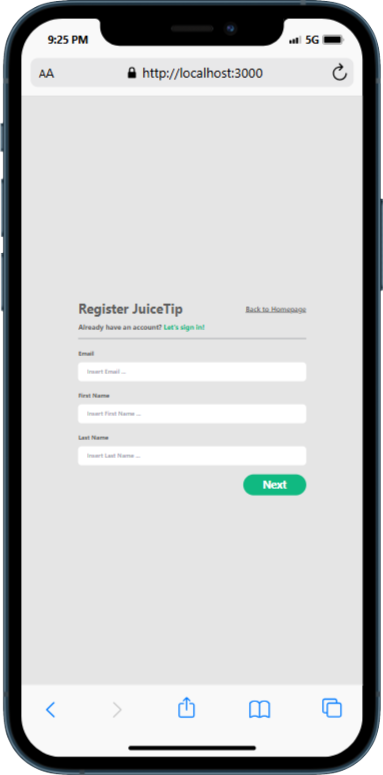 9:25 PM 5G
AA http://localhost:3000
Register JuiceTip Back to Homepage
Already have an account? Let's sign in!
Email
Insert Email ...
First Name
Insert First Name ...
Last Name
Insert Last Name ...
Next